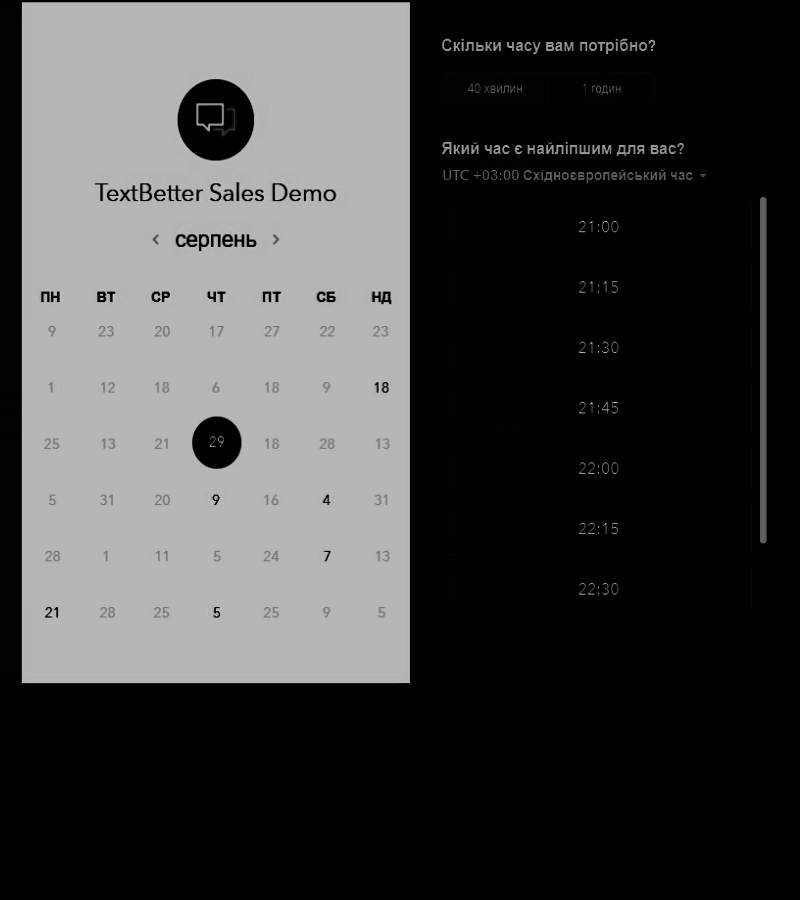 TextBetter Sales Demo
< серпень >
ПН ВТ СР ЧТ ПТ СБ НД
9 23 20 17 27 22 23
1 12 18 6 18 9 18
25 13 21 29 18 28 13
5 31 20 9 16 4 31
28 1 11 5 24 7 13
21 28 25 5 25 9 5
Скільки часу вам потрібно?
40 хвилин 1 годин
Який час є найліпшим для вас?
UTC +03:00 Східноєвропейський час
21:00
21:15
21:30
21:45
22:00
22:15
22:30